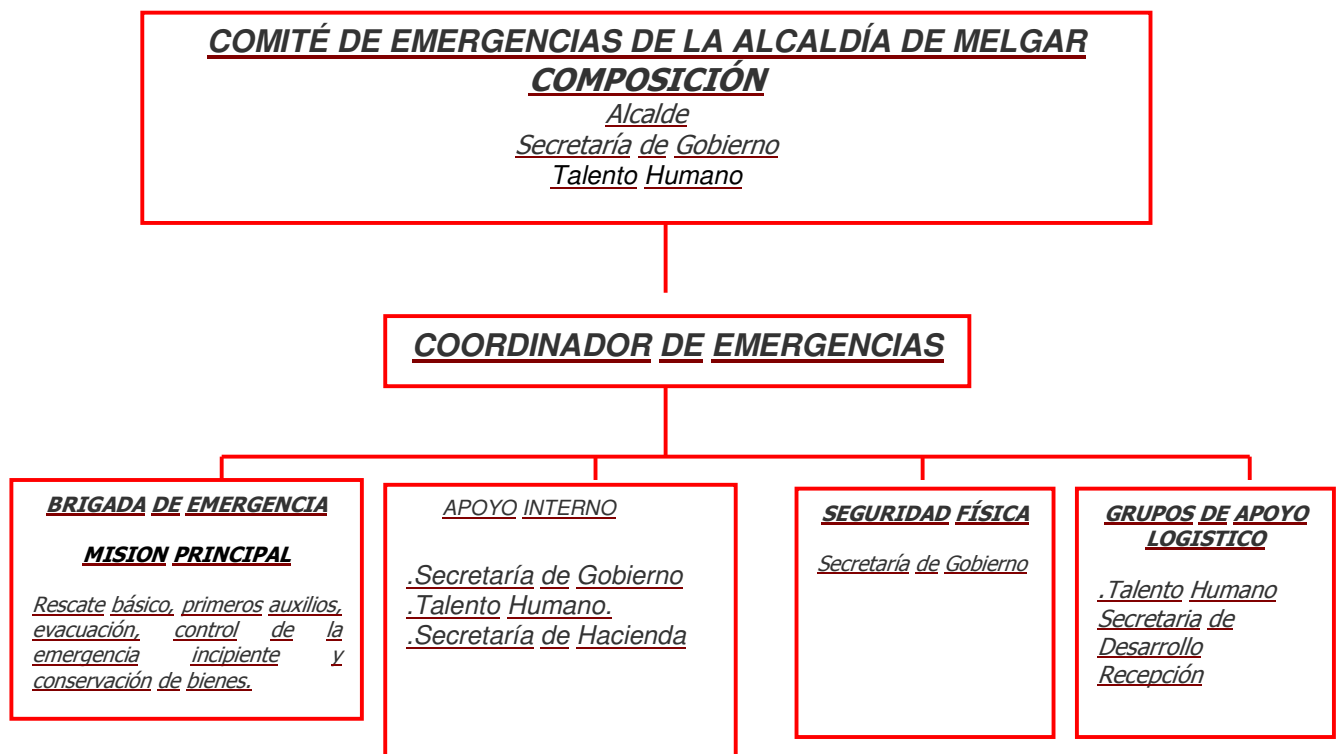 COMITÉ DE EMERGENCIAS DE LA ALCALDÍA DE MELGAR
COMPOSICIÓN
Alcalde
Secretaría de Gobierno
Talento Humano
COORDINADOR DE EMERGENCIAS
BRIGADA DE EMERGENCIA
MISION PRINCIPAL
Rescate básico, primeros auxilios,
evacuación, control de la
emergencia incipiente y
conservación de bienes.
APOYO INTERNO
.Secretaría de Gobierno
.Talento Humano.
.Secretaría de Hacienda
SEGURIDAD FÍSICA
Secretaría de Gobierno
GRUPOS DE APOYO
LOGISTICO
.Talento Humano
Secretaria de
Desarrollo
Recepción